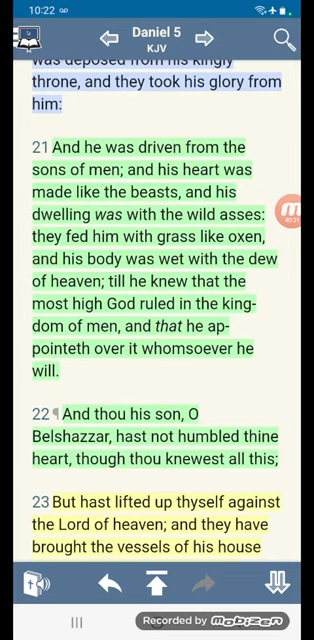 10:22
Daniel 5
KJV
was deposed from his kingly
throne, and they took his glory from
him:
21 And he was driven from the
sons of men; and his heart was
made like the beasts, and his
dwelling was with the wild asses:
they fed him with grass like oxen,
and his body was wet with the dew
of heaven; till he knew that the
most high God ruled in the king-
dom of men, and that he ap-
pointeth over it whomsoever he
will.
22 ¶ And thou his son, O
Belshazzar, hast not humbled thine
heart, though thou knewest all this;
23 But hast lifted up thyself against
the Lord of heaven; and they have
brought the vessels of his house
Recorded by Mobizen